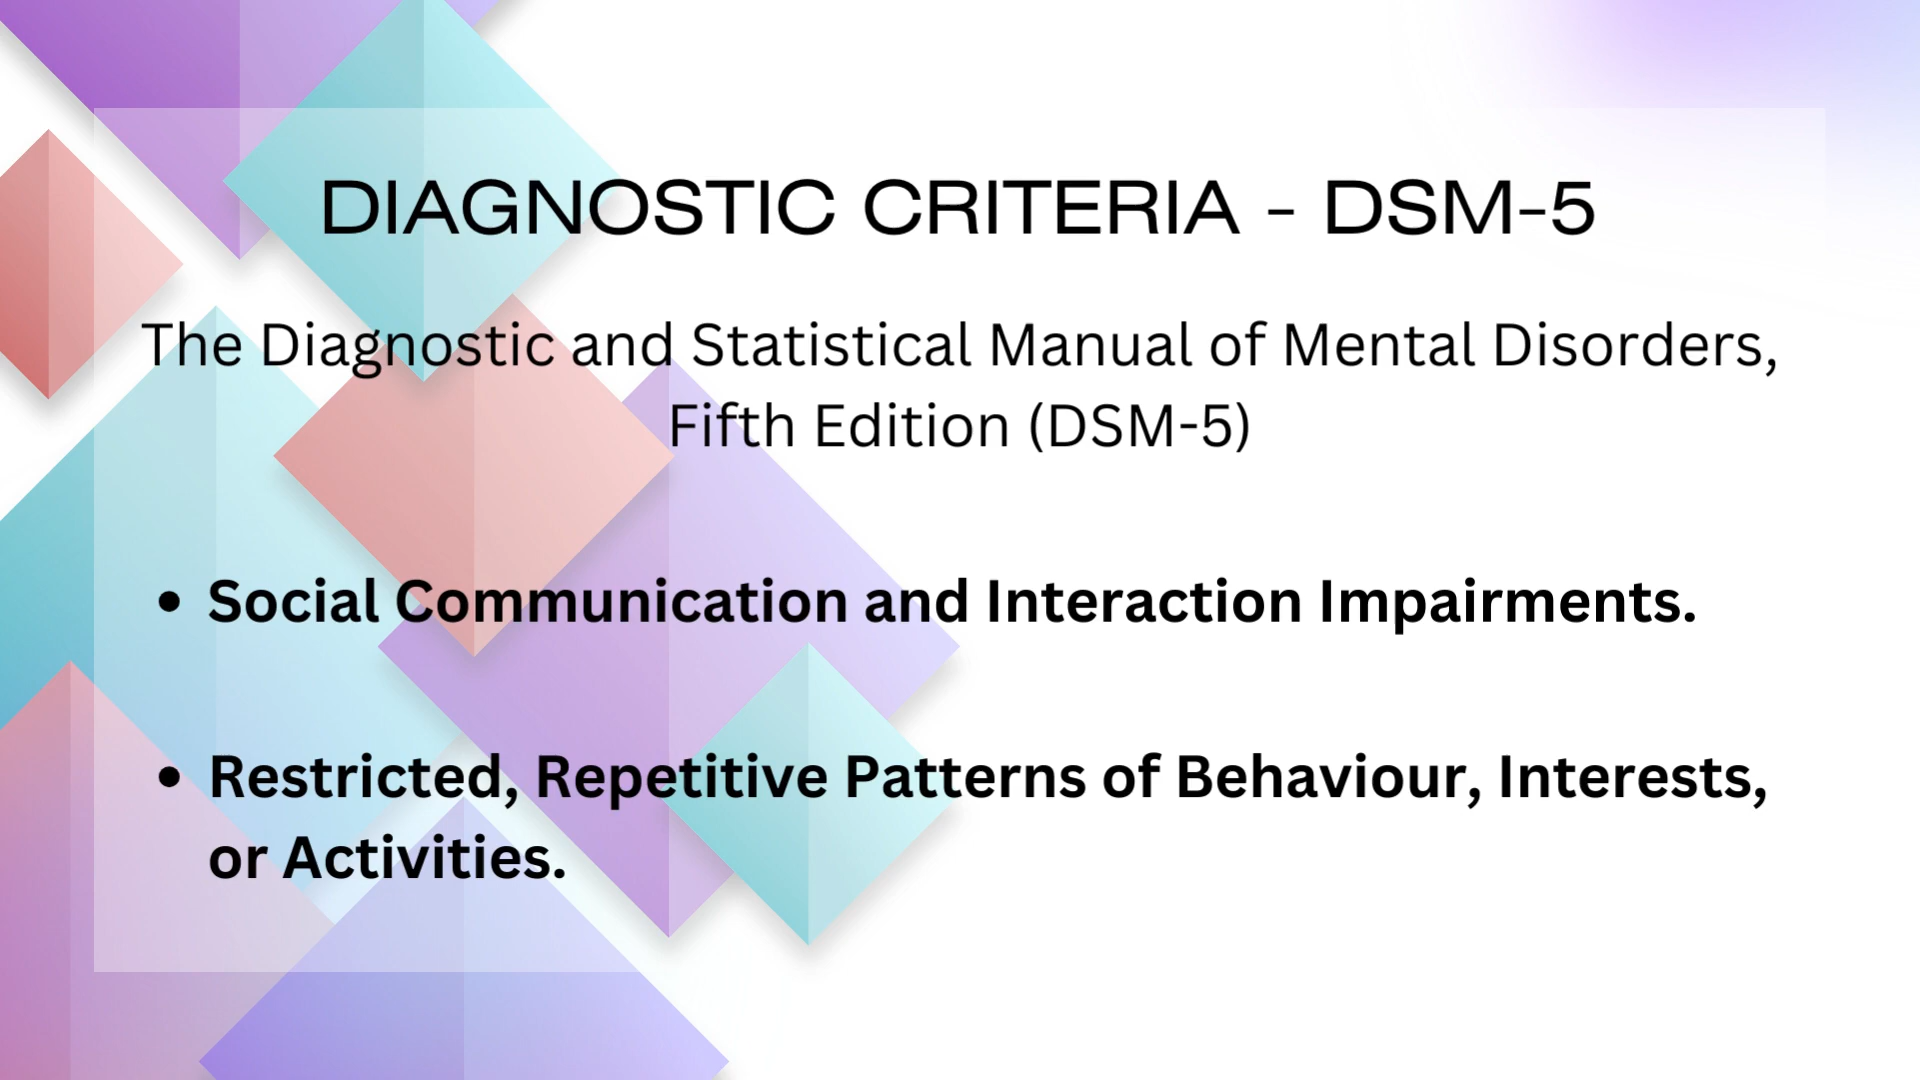 DIAGNOSTIC CRITERIA - DSM-5
The Diagnostic and Statistical Manual of Mental Disorders,
Fifth Edition (DSM-5)
• Social Communication and Interaction Impairments.
• Restricted, Repetitive Patterns of Behaviour, Interests,
or Activities.